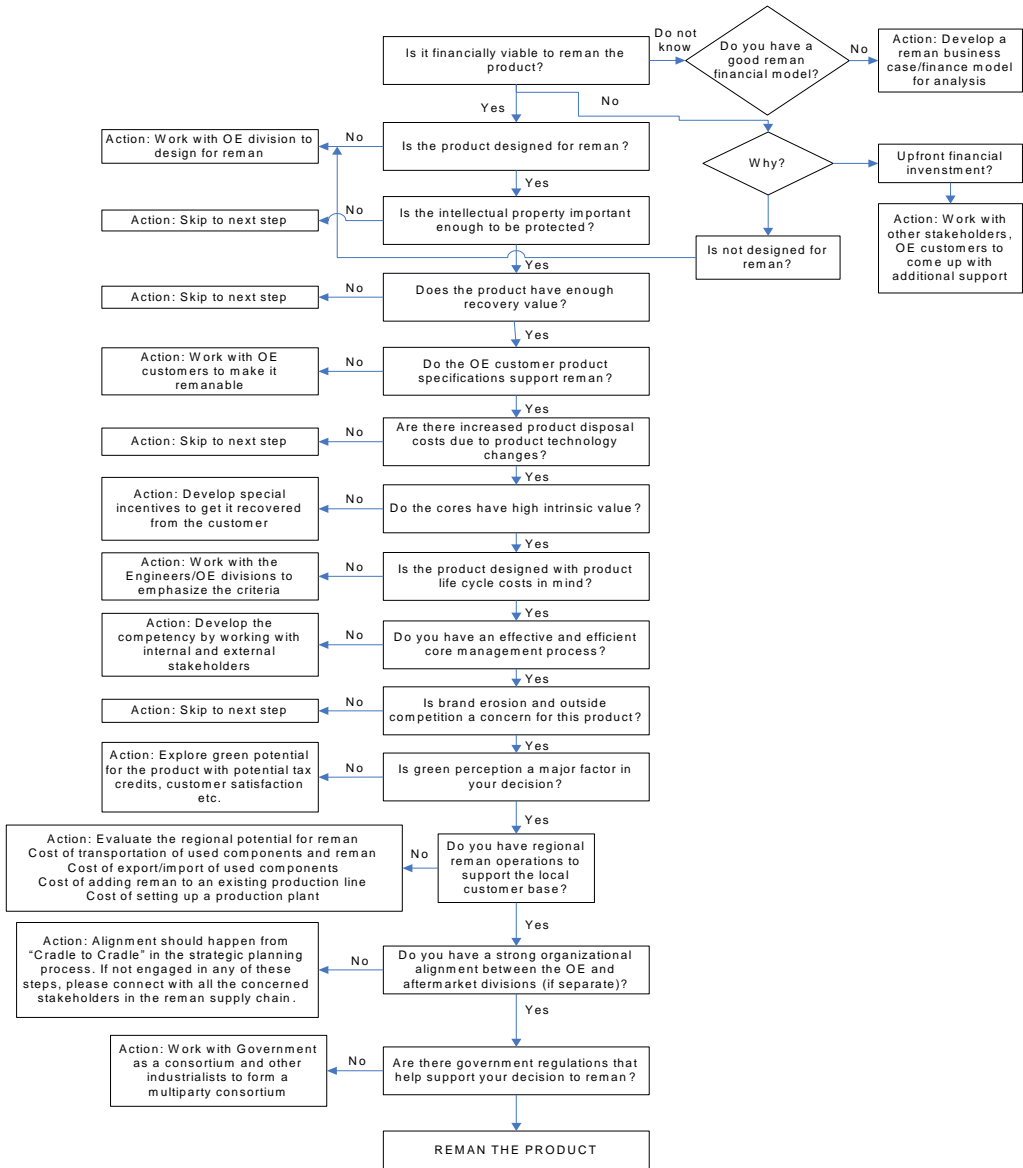 Is it financially viable to reman the
product?
Do not
know
Do you have a
good reman
financial model?
No
Action: Develop a
reman business
case/finance model
for analysis
Yes
No
Action: Work with OE division to
design for reman
No
Is the product designed for reman?
Why?
Upfront financial
invenstment?
Yes
Action: Skip to next step
No
Is the intellectual property important
enough to be protected?
Is not designed for
reman?
Action: Work with
other stakeholders,
OE customers to
come up with
additional support
Yes
Action: Skip to next step
No
Does the product have enough
recovery value?
Yes
Action: Work with OE
customers to make it
remanable
No
Do the OE customer product
specifications support reman?
Yes
Action: Skip to next step
No
Are there increased product disposal
costs due to product technology
changes?
Yes
Action: Develop special
incentives to get it recovered
from the customer
No
Do the cores have high intrinsic value?
Yes
Action: Work with the
Engineers/OE divisions to
emphasize the criteria
No
Is the product designed with product
life cycle costs in mind?
Yes
Action: Develop the
competency by working with
internal and external
stakeholders
No
Do you have an effective and efficient
core management process?
Yes
Action: Skip to next step
No
Is brand erosion and outside
competition a concern for this product?
Yes
Action: Explore green potential
for the product with potential tax
credits, customer satisfaction
etc.
No
Is green perception a major factor in
your decision?
Yes
Action: Evaluate the regional potential for reman
Cost of transportation of used components and reman
Cost of export/import of used components
Cost of adding reman to an existing production line
Cost of setting up a production plant
No
Do you have regional
reman operations to
support the local
customer base?
Yes
Action: Alignment should happen from
“Cradle to Cradle” in the strategic planning
process. If not engaged in any of these
steps, please connect with all the concerned
stakeholders in the reman supply chain.
No
Do you have a strong organizational
alignment between the OE and
aftermarket divisions (if separate)?
Yes
Action: Work with Government
as a consortium and other
industrialists to form a
multiparty consortium
No
Are there government regulations that
help support your decision to reman?
REMAN THE PRODUCT